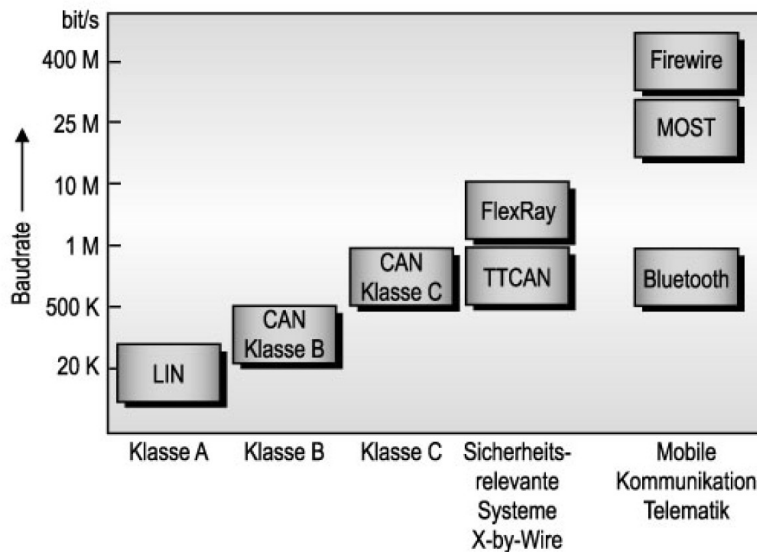 bit/s
400 M
25 M
10 M
1 M
500 K
20 K
Baudrate
Firewire
MOST
FlexRay
CAN
Klasse C
TTCAN
Bluetooth
CAN
Klasse B
LIN
Klasse A
Klasse B
Klasse C
Sicherheits-
relevante
Systeme
X-by-Wire
Mobile
Kommunikation
Telematik